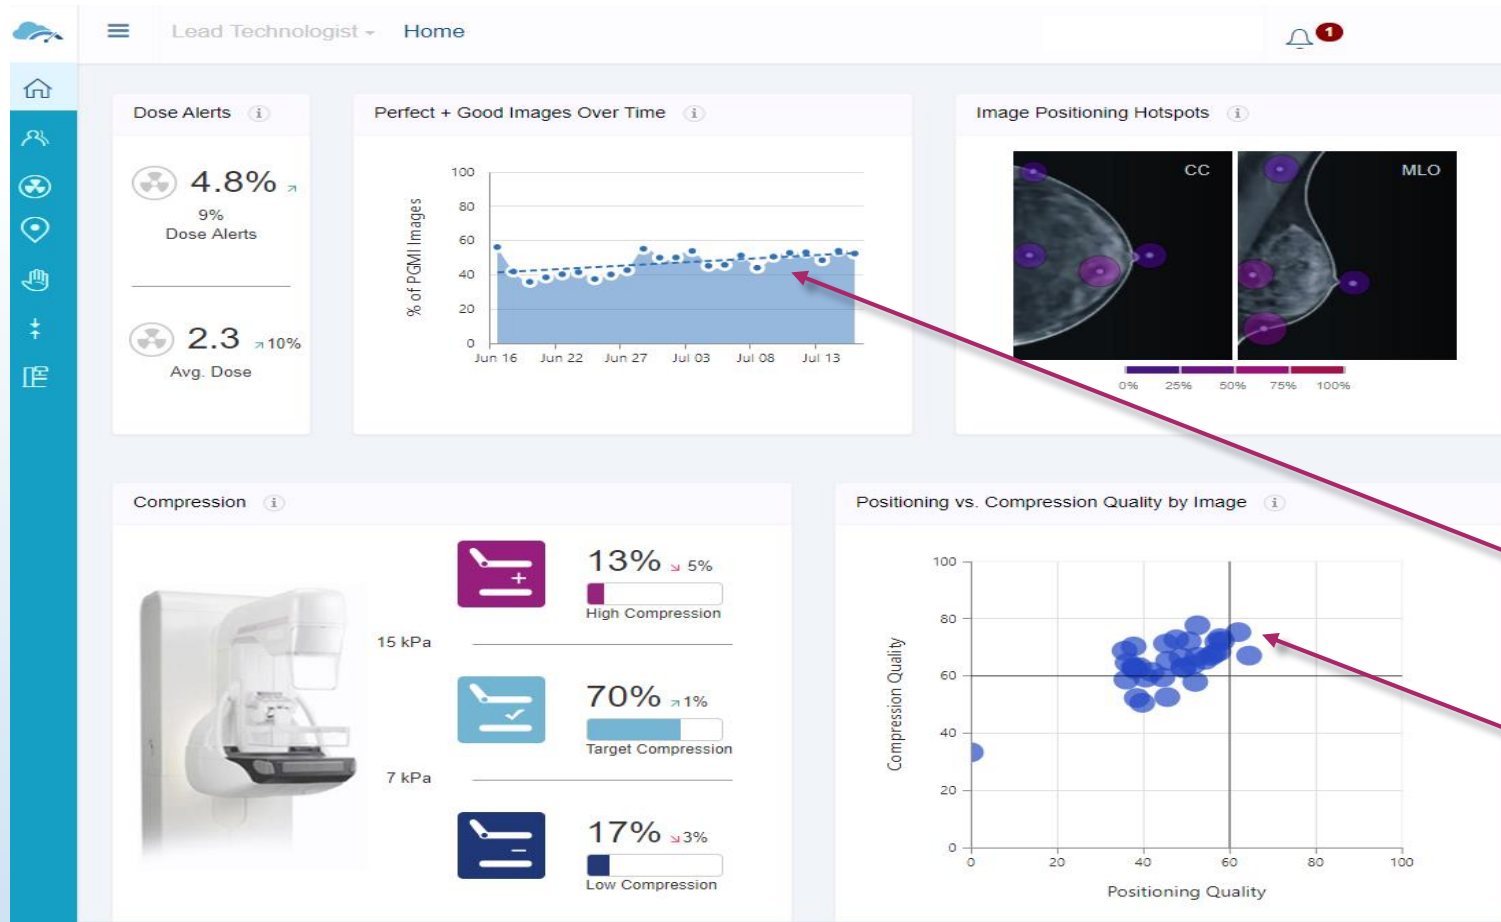 Lead Technologist Home
1
Dose Alerts i
4.8%
9%
Dose Alerts
2.3 10%
Avg. Dose
Perfect + Good Images Over Time i
% of PGMI Images
100
80
60
40
20
0
Jun 16 Jun 22 Jun 27 Jul 03 Jul 08 Jul 13
Image Positioning Hotspots i
CC MLO
0% 25% 50% 75% 100%
Compression i
13% 5%
High Compression
15 kPa
70% 1%
Target Compression
7 kPa
17% 3%
Low Compression
Positioning vs. Compression Quality by Image i
Compression Quality
100
80
60
40
20
0
0 20 40 60 80 100
Positioning Quality